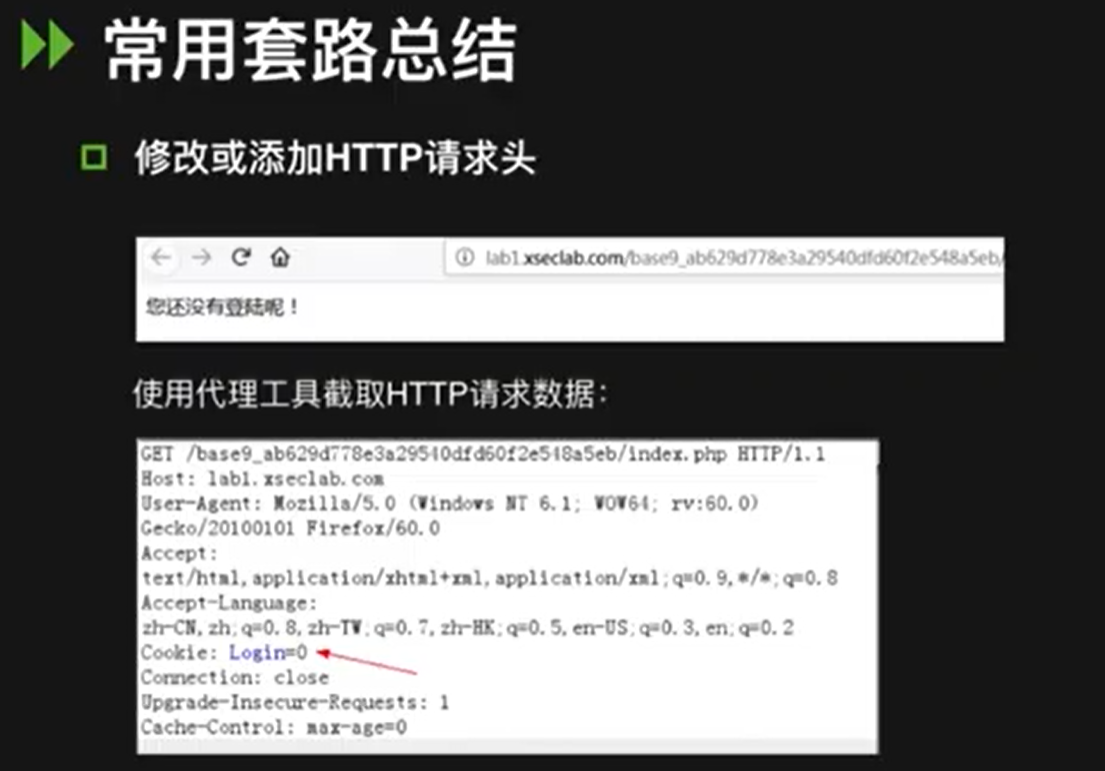 常用套路总结
修改或添加HTTP请求头
lab1.xseclab.com/base9_ab629d778e3a29540dfd60f2e548a5eb/
您还没有登陆呢！
使用代理工具截取HTTP请求数据：
GET /base9_ab629d778e3a29540dfd60f2e548a5eb/index.php HTTP/1.1
Host: lab1.xseclab.com
User-Agent: Mozilla/5.0 (Windows NT 6.1; WOW64; rv:60.0)
Gecko/20100101 Firefox/60.0
Accept:
text/html,application/xhtml+xml,application/xml;q=0.9,*/*;q=0.8
Accept-Language:
zh-CN,zh;q=0.8,zh-TW;q=0.7,zh-HK;q=0.5,en-US;q=0.3,en;q=0.2
Cookie: Login=0
Connection: close
Upgrade-Insecure-Requests: 1
Cache-Control: max-age=0